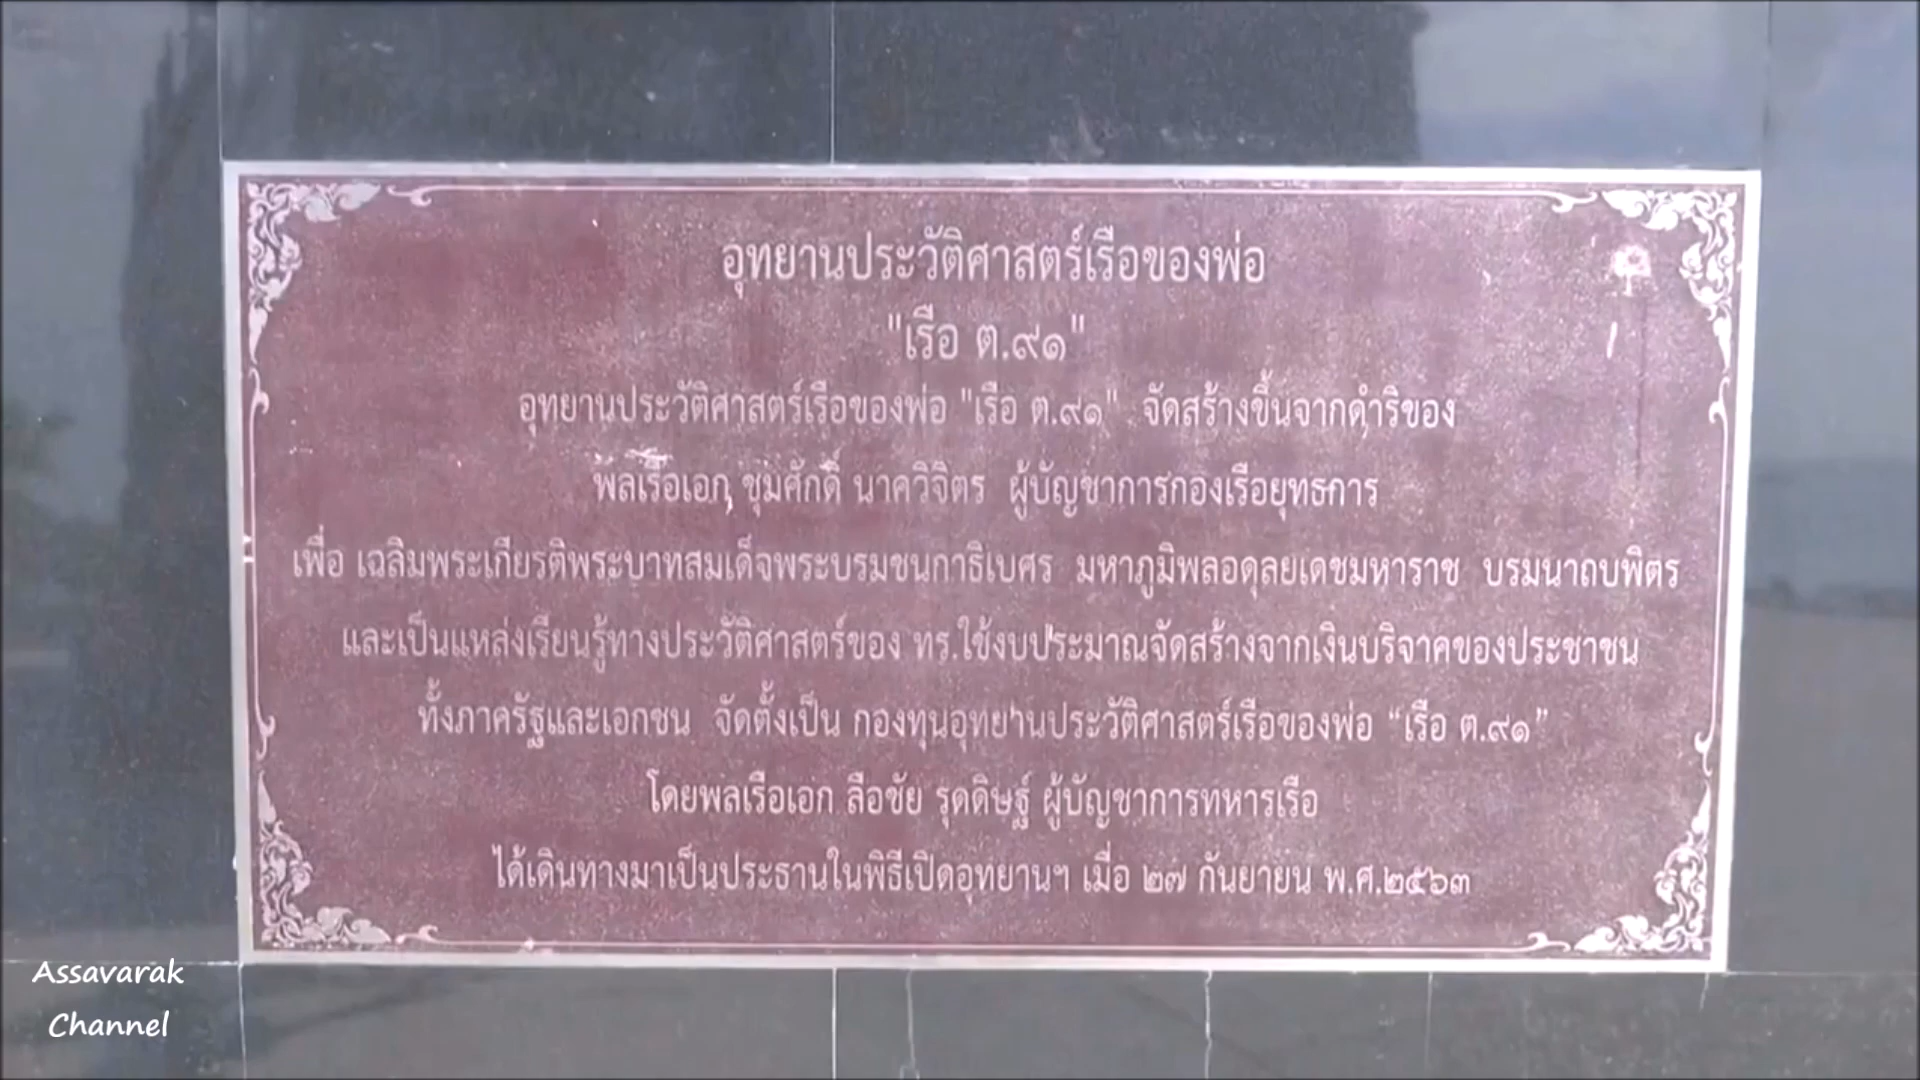 อุทยานประวัติศาสตร์เรือของพ่อ
"เรือ ต.๙๑"
อุทยานประวัติศาสตร์เรือของพ่อ "เรือ ต.๙๑" จัดสร้างขึ้นจากดำริของ
พลเรือเอก ชุมศักดิ์ นาควิจิตร ผู้บัญชาการกองเรือยุทธการ
เพื่อ เฉลิมพระเกียรติพระบาทสมเด็จพระบรมชนกาธิเบศร มหาภูมิพลอดุลยเดชมหาราช บรมนาถบพิตร
และเป็นแหล่งเรียนรู้ทางประวัติศาสตร์ของ ทร.ใช้งบประมาณจัดสร้างจากเงินบริจาคของประชาชน
ทั้งภาครัฐและเอกชน จัดตั้งเป็น กองทุนอุทยานประวัติศาสตร์เรือของพ่อ “เรือ ต.๙๑”
โดยพลเรือเอก ลือชัย รุดดิษฐ์ ผู้บัญชาการทหารเรือ
ได้เดินทางมาเป็นประธานในพิธีเปิดอุทยานฯ เมื่อ ๒๗ กันยายน พ.ศ.๒๕๖๓
Assavarak
Channel